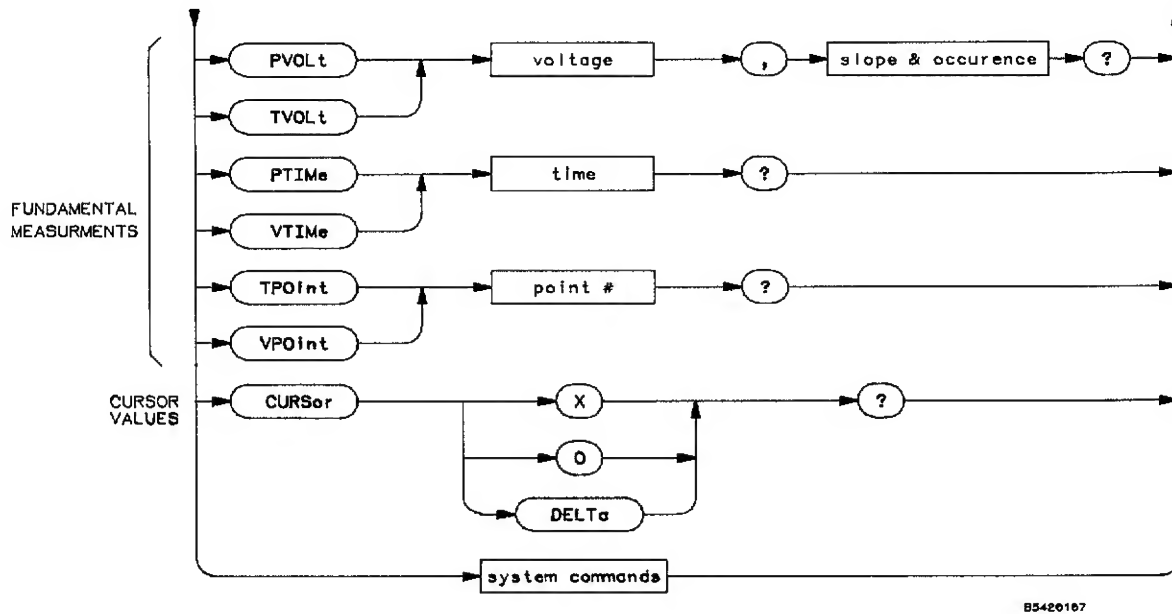 PVOLt voltage , slope & occurence ?
TVOLt
PTIMe time ?
FUNDAMENTAL
MEASURMENTS
VTIMe
TPOInt point # ?
VPOInt
CURSOR
VALUES
CURSor X ?
O
DELTa
system commands
B5420107